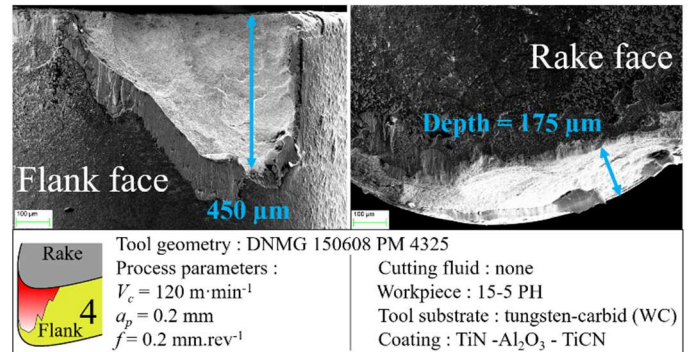 Flank face
450 µm
100 µm
Rake face
Depth = 175 µm
100 µm
Rake
Flank
4
Tool geometry : DNMG 150608 PM 4325
Process parameters :
Vc = 120 m·min-1
ap = 0.2 mm
f = 0.2 mm.rev-1
Cutting fluid : none
Workpiece : 15-5 PH
Tool substrate : tungsten-carbid (WC)
Coating : TiN -Al2O3 - TiCN